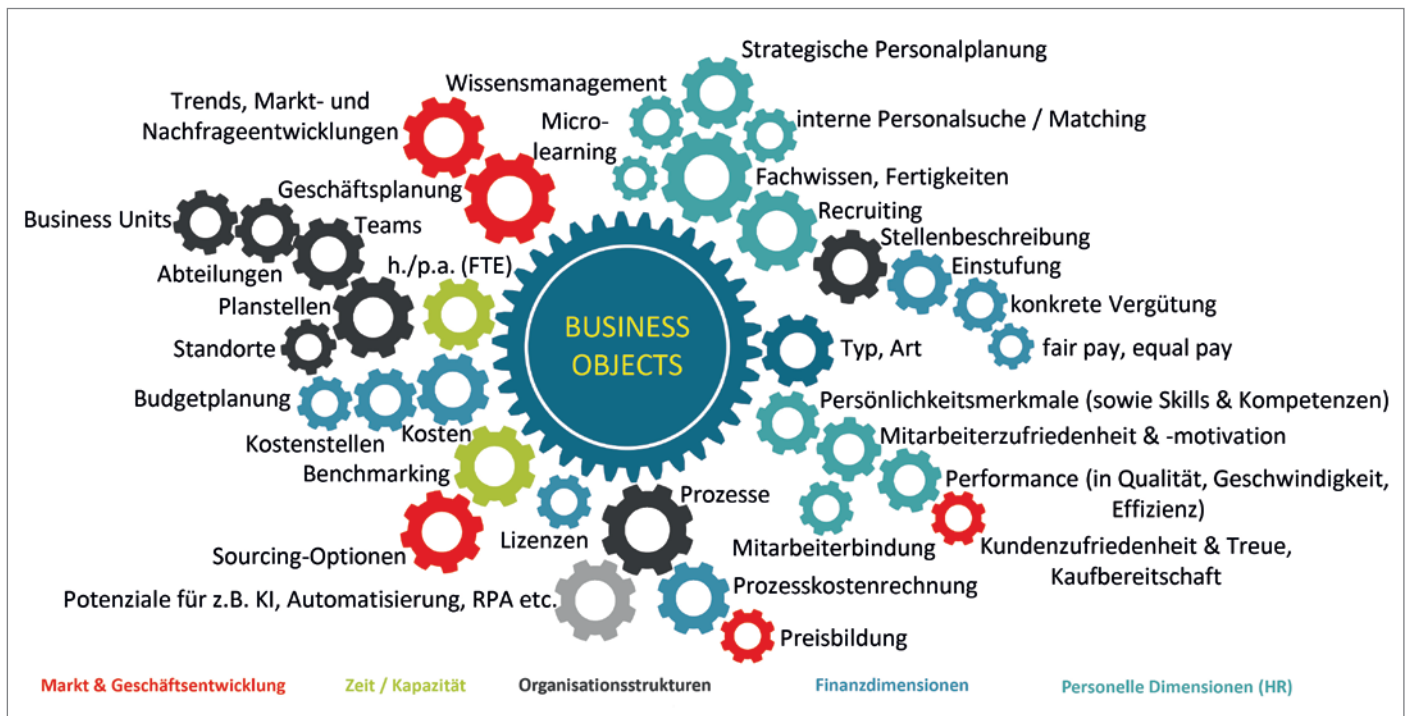 Strategische Personalplanung
Wissensmanagement
Trends, Markt- und
Nachfrageentwicklungen
Micro-
learning
interne Personalsuche / Matching
Geschäftsplanung
Fachwissen, Fertigkeiten
Business Units
Teams
Recruiting
Abteilungen
h./p.a. (FTE)
Stellenbeschreibung
Einstufung
Planstellen
konkrete Vergütung
Standorte
BUSINESS
OBJECTS
Typ, Art
fair pay, equal pay
Budgetplanung
Persönlichkeitsmerkmale (sowie Skills & Kompetenzen)
Kostenstellen
Kosten
Mitarbeiterzufriedenheit & -motivation
Benchmarking
Performance (in Qualität, Geschwindigkeit,
Effizienz)
Prozesse
Sourcing-Optionen
Lizenzen
Mitarbeiterbindung
Kundenzufriedenheit & Treue,
Kaufbereitschaft
Potenziale für z.B. KI, Automatisierung, RPA etc.
Prozesskostenrechnung
Preisbildung
Markt & Geschäftsentwicklung
Zeit / Kapazität
Organisationsstrukturen
Finanzdimensionen
Personelle Dimensionen (HR)